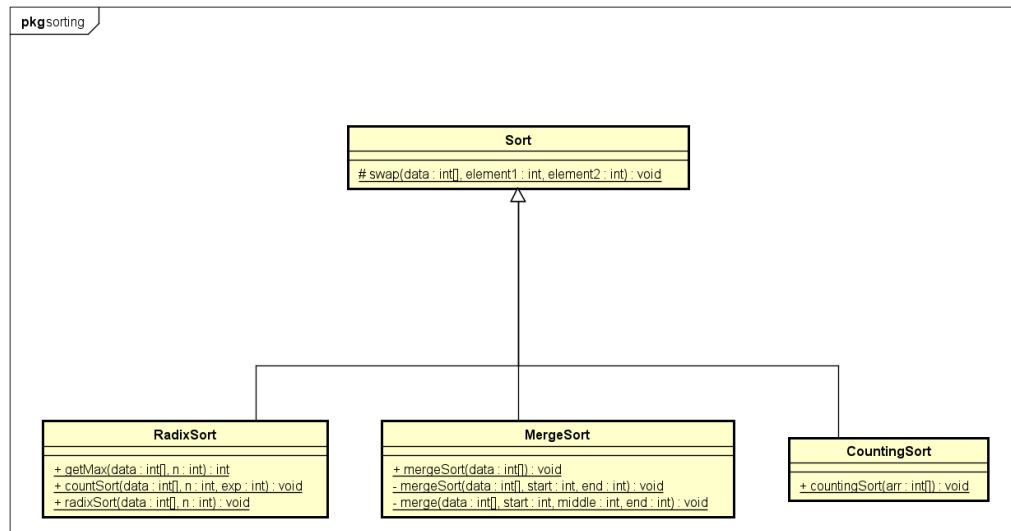 pkg sorting
Sort
# swap(data : int[], element1 : int, element2 : int) : void
RadixSort
+ getMax(data : int[], n : int) : int
+ countSort(data : int[], n : int, exp : int) : void
+ radixSort(data : int[], n : int) : void
MergeSort
+ mergeSort(data : int[]) : void
- mergeSort(data : int[], start : int, end : int) : void
- merge(data : int[], start : int, middle : int, end : int) : void
CountingSort
+ countingSort(arr : int[]) : void